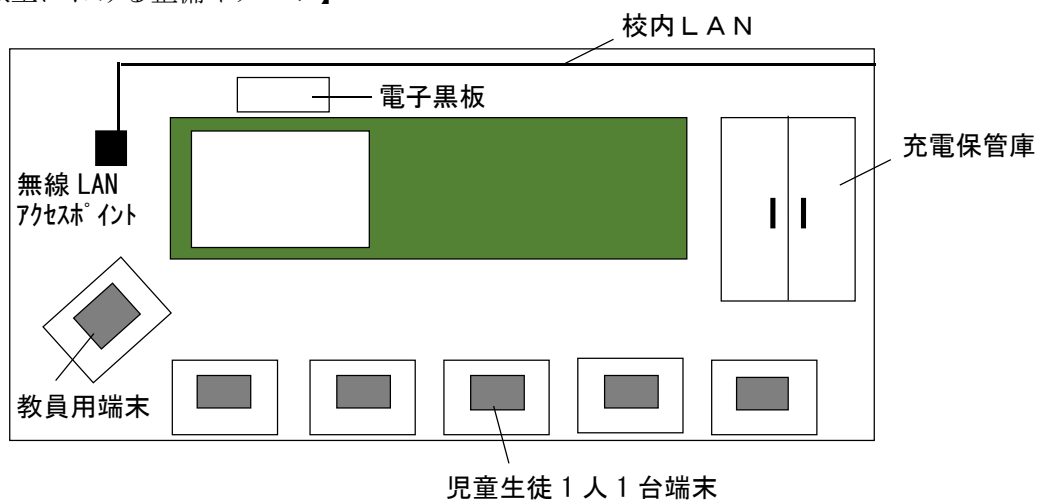 校内ＬＡＮ
電子黒板
充電保管庫
無線 LAN
ｱｸｾｽﾎﾟｲﾝﾄ
教員用端末
児童生徒１人１台端末